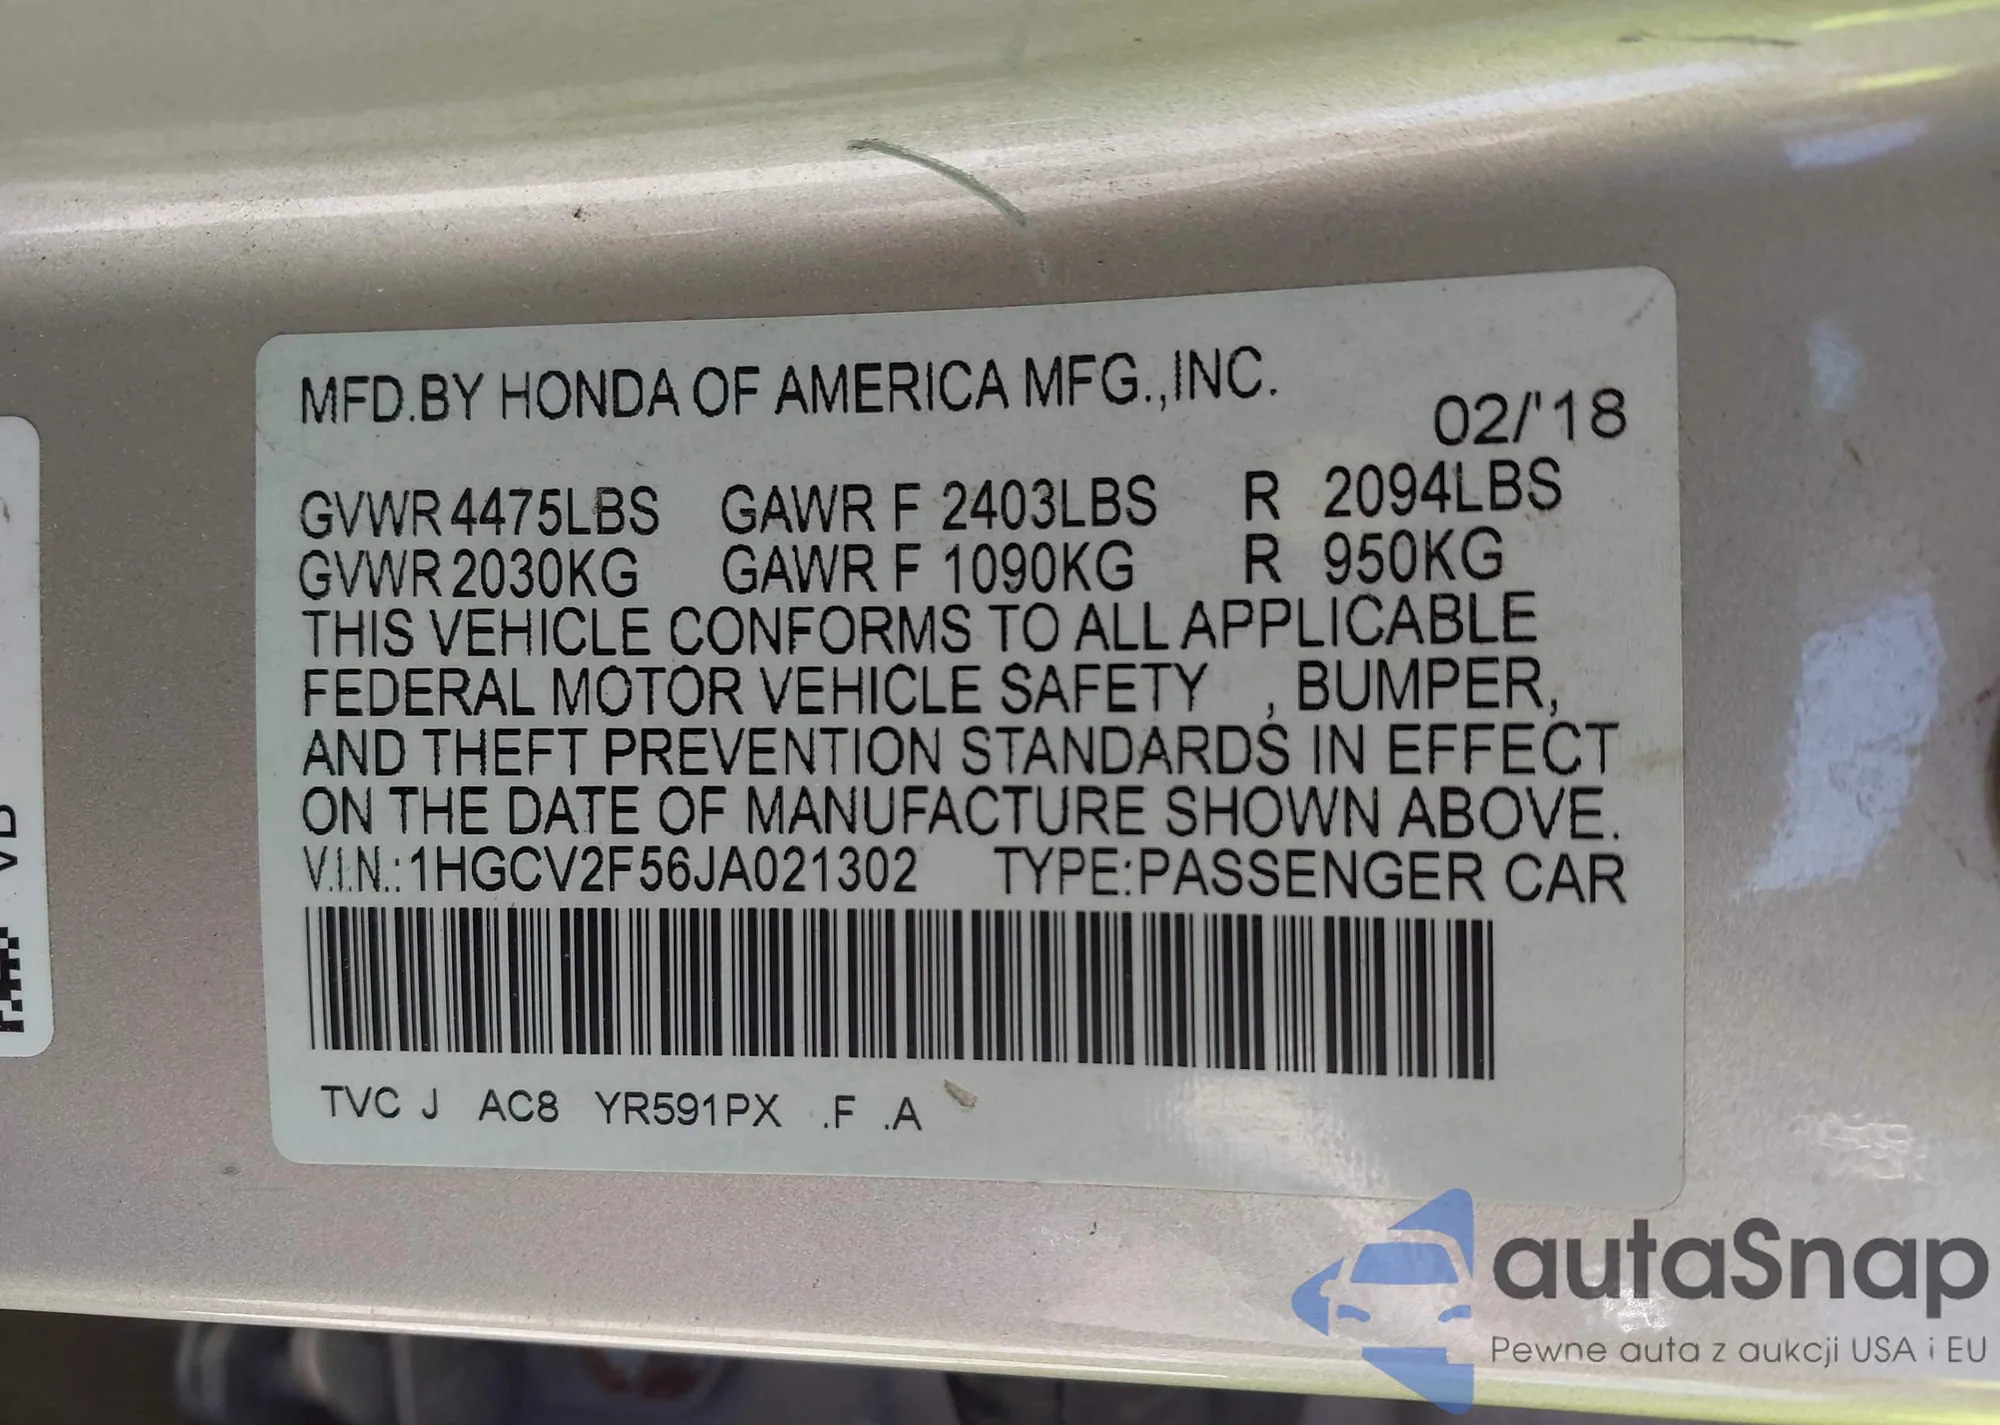 MFD.BY HONDA OF AMERICA MFG.,INC.
02/'18
GVWR 4475LBS GAWR F 2403LBS R 2094LBS
GVWR 2030KG GAWR F 1090KG R 950KG
THIS VEHICLE CONFORMS TO ALL APPLICABLE
FEDERAL MOTOR VEHICLE SAFETY , BUMPER,
AND THEFT PREVENTION STANDARDS IN EFFECT
ON THE DATE OF MANUFACTURE SHOWN ABOVE.
V.I.N.: 1HGCV2F56JA021302 TYPE:PASSENGER CAR
TVC J AC8 YR591PX .F .A
autaSnap
Pewne auta z aukcji USA i EU